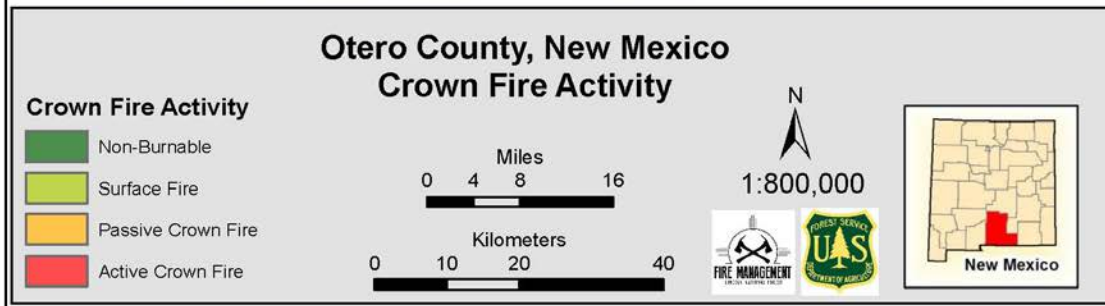 Otero County, New Mexico
Crown Fire Activity
Crown Fire Activity
Non-Burnable
Surface Fire
Passive Crown Fire
Active Crown Fire
Miles
0 4 8 16
Kilometers
0 10 20 40
N
1:800,000
FIRE MANAGEMENT
FOREST SERVICE
U S
DEPARTMENT OF AGRICULTURE
New Mexico